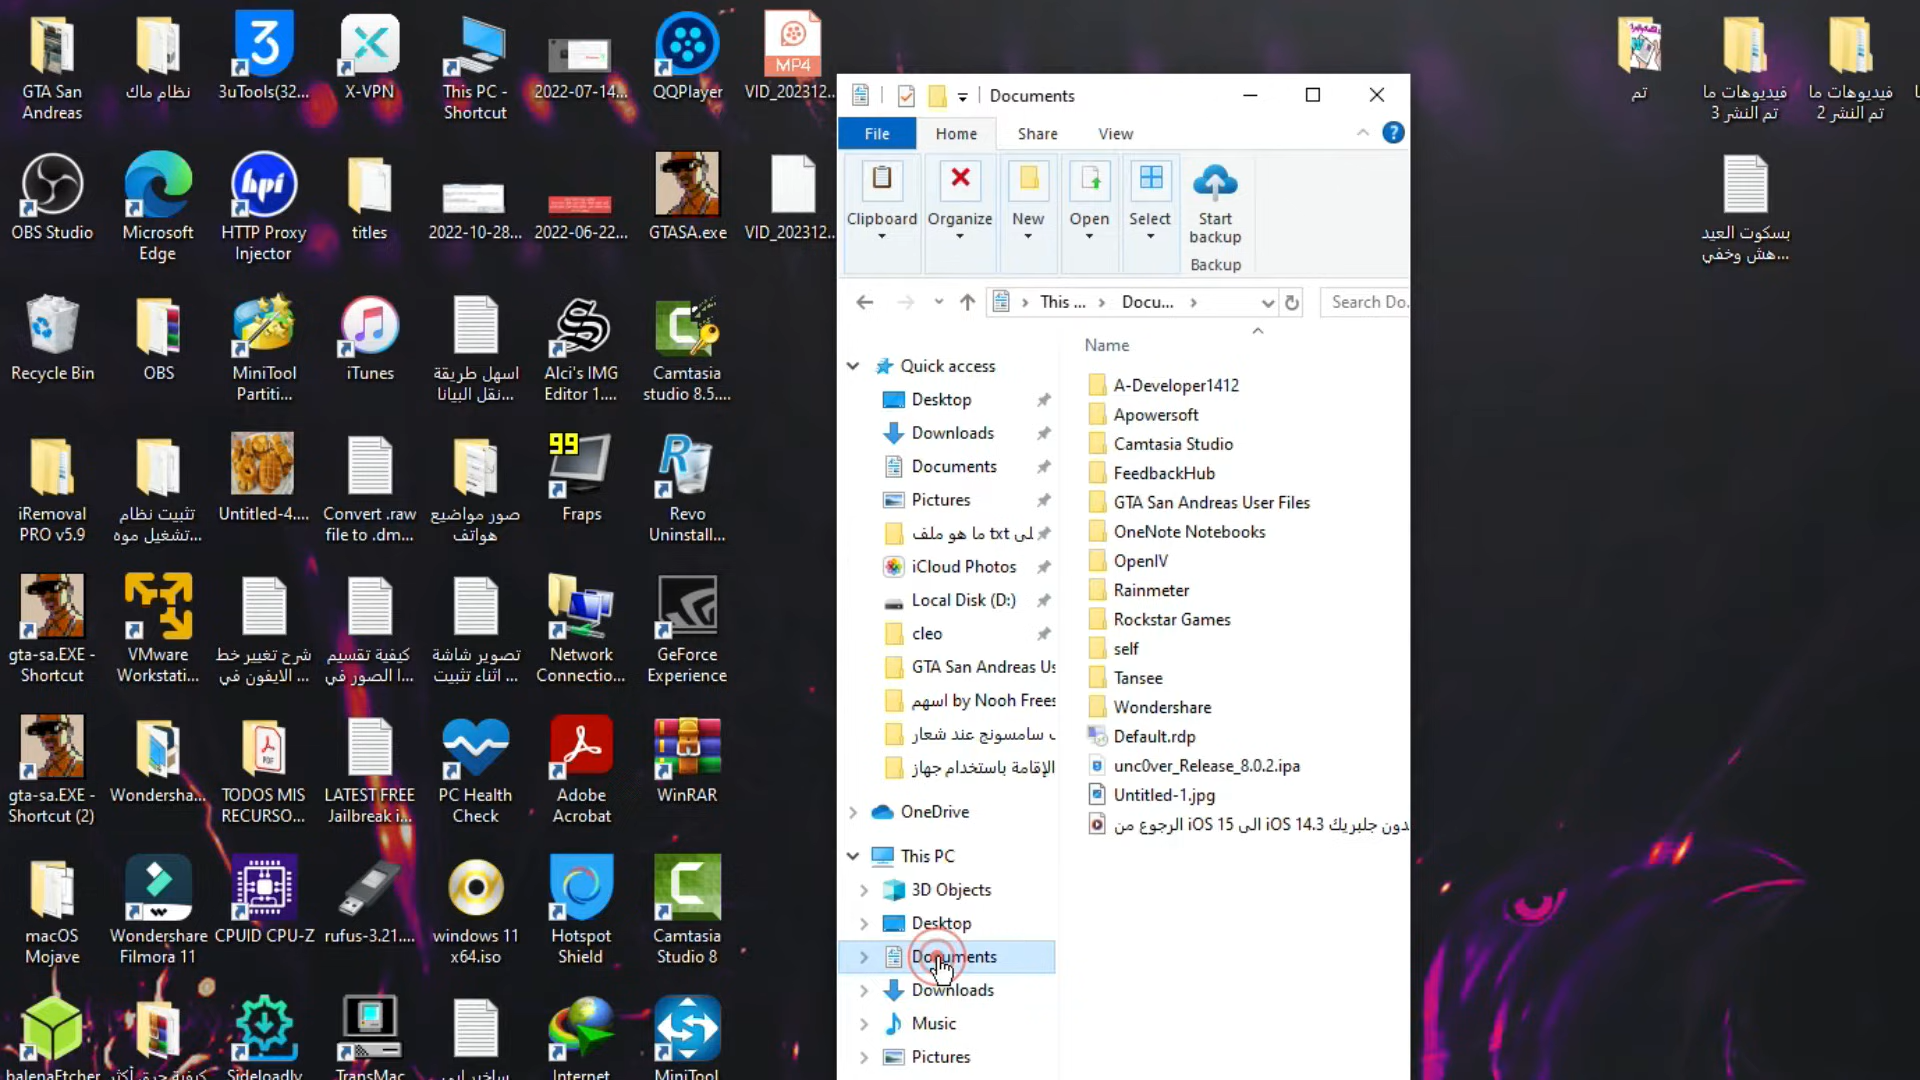 GTA San
Andreas
نظام ماك
3uTools(32...
X-VPN
This PC -
Shortcut
2022-07-14...
QQPlayer
MP4
VID_202312...
OBS Studio
Microsoft
Edge
HTTP Proxy
Injector
titles
2022-10-28...
2022-06-22...
GTASA.exe
VID_202312...
Recycle Bin
OBS
MiniTool
Partiti...
iTunes
اسهل طريقة
نقل البيانا...
Alci's IMG
Editor 1....
Camtasia
studio 8.5....
iRemoval
PRO v5.9
تثبيت نظام
تشغيل موه...
Untitled-4....
Convert .raw
file to .dm...
صور مواضيع
هواتف
99
Fraps
Revo
Uninstall...
gta-sa.EXE -
Shortcut
VMware
Workstati...
شرح تغيير خط
الايفون في ...
كيفية تقسيم
الصور في ا...
تصوير شاشة
اثناء تثبيت ...
Network
Connectio...
GeForce
Experience
gta-sa.EXE -
Shortcut (2)
Wondersha...
TODOS MIS
RECURSO...
LATEST FREE
Jailbreak i...
PC Health
Check
Adobe
Acrobat
WinRAR
macOS
Mojave
Wondershare
Filmora 11
CPUID CPU-Z
rufus-3.21....
windows 11
x64.iso
Hotspot
Shield
Camtasia
Studio 8
balenaEtcher
Sideloadly
TransMac
Internet
MiniTool
Documents
File
Home
Share
View
Clipboard
Organize
New
Open
Select
Start
backup
Backup
This ...
Docu...
Search Do...
Quick access
Desktop
Downloads
Documents
Pictures
ما هو ملف txt لى
iCloud Photos
Local Disk (D:)
cleo
GTA San Andreas Us
اسهم by Nooh Frees
سامسونج عند شعار
الإقامة باستخدام جهاز
OneDrive
This PC
3D Objects
Desktop
Documents
Downloads
Music
Pictures
Name
A-Developer1412
Apowersoft
Camtasia Studio
FeedbackHub
GTA San Andreas User Files
OneNote Notebooks
OpenIV
Rainmeter
Rockstar Games
self
Tansee
Wondershare
Default.rdp
unc0ver_Release_8.0.2.ipa
Untitled-1.jpg
الرجوع من iOS 15 الى iOS 14.3 دون جلبريك
تم
فيديوهات ما
تم النشر 3
فيديوهات ما
تم النشر 2
بسكوت العيد
هش وخفي...